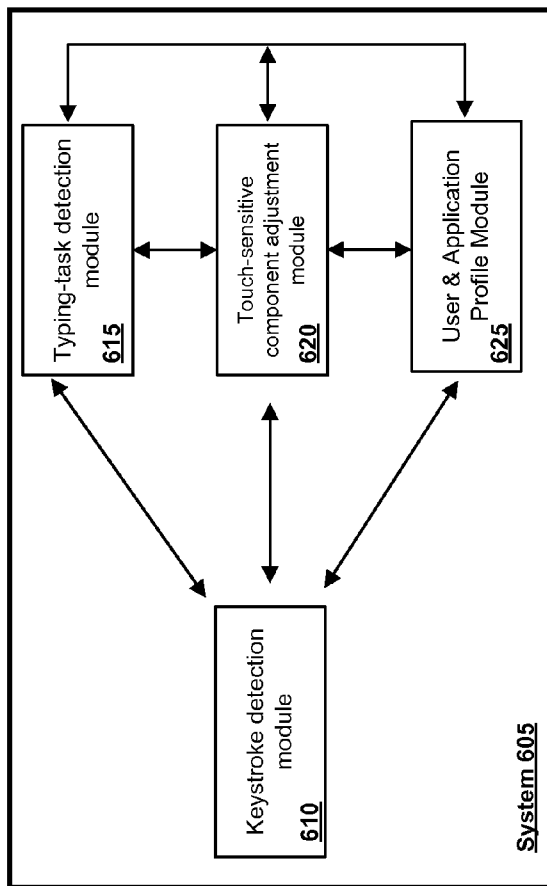 Keystroke detection
module
610
Typing-task detection
module
615
Touch-sensitive
component adjustment
module
620
User & Application
Profile Module
625
System 605